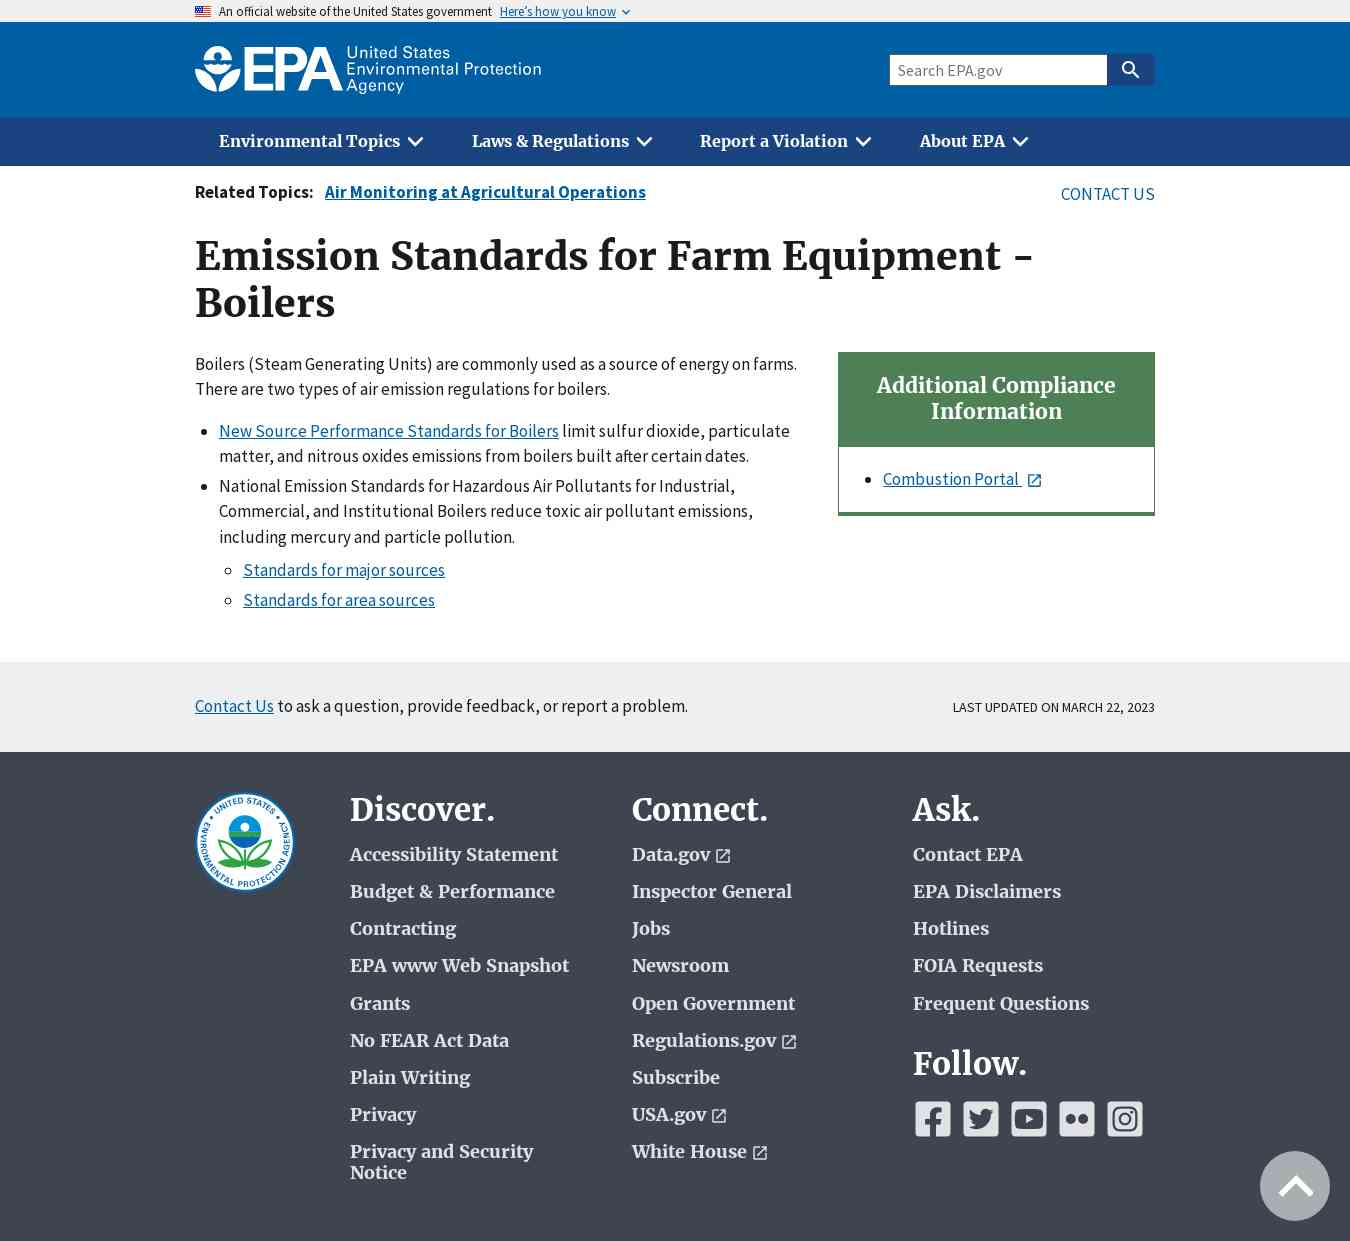 An official website of the United States government Here's how you know
EPA United States
Environmental Protection
Agency
Search EPA.gov
Environmental Topics Laws & Regulations Report a Violation About EPA
Related Topics: Air Monitoring at Agricultural Operations
CONTACT US
Emission Standards for Farm Equipment -
Boilers
Boilers (Steam Generating Units) are commonly used as a source of energy on farms.
There are two types of air emission regulations for boilers.
New Source Performance Standards for Boilers limit sulfur dioxide, particulate
matter, and nitrous oxides emissions from boilers built after certain dates.
National Emission Standards for Hazardous Air Pollutants for Industrial,
Commercial, and Institutional Boilers reduce toxic air pollutant emissions,
including mercury and particle pollution.
Standards for major sources
Standards for area sources
Additional Compliance
Information
Combustion Portal
Contact Us to ask a question, provide feedback, or report a problem.
LAST UPDATED ON MARCH 22, 2023
UNITED STATES
ENVIRONMENTAL PROTECTION AGENCY
Discover.
Accessibility Statement
Budget & Performance
Contracting
EPA www Web Snapshot
Grants
No FEAR Act Data
Plain Writing
Privacy
Privacy and Security
Notice
Connect.
Data.gov
Inspector General
Jobs
Newsroom
Open Government
Regulations.gov
Subscribe
USA.gov
White House
Ask.
Contact EPA
EPA Disclaimers
Hotlines
FOIA Requests
Frequent Questions
Follow.